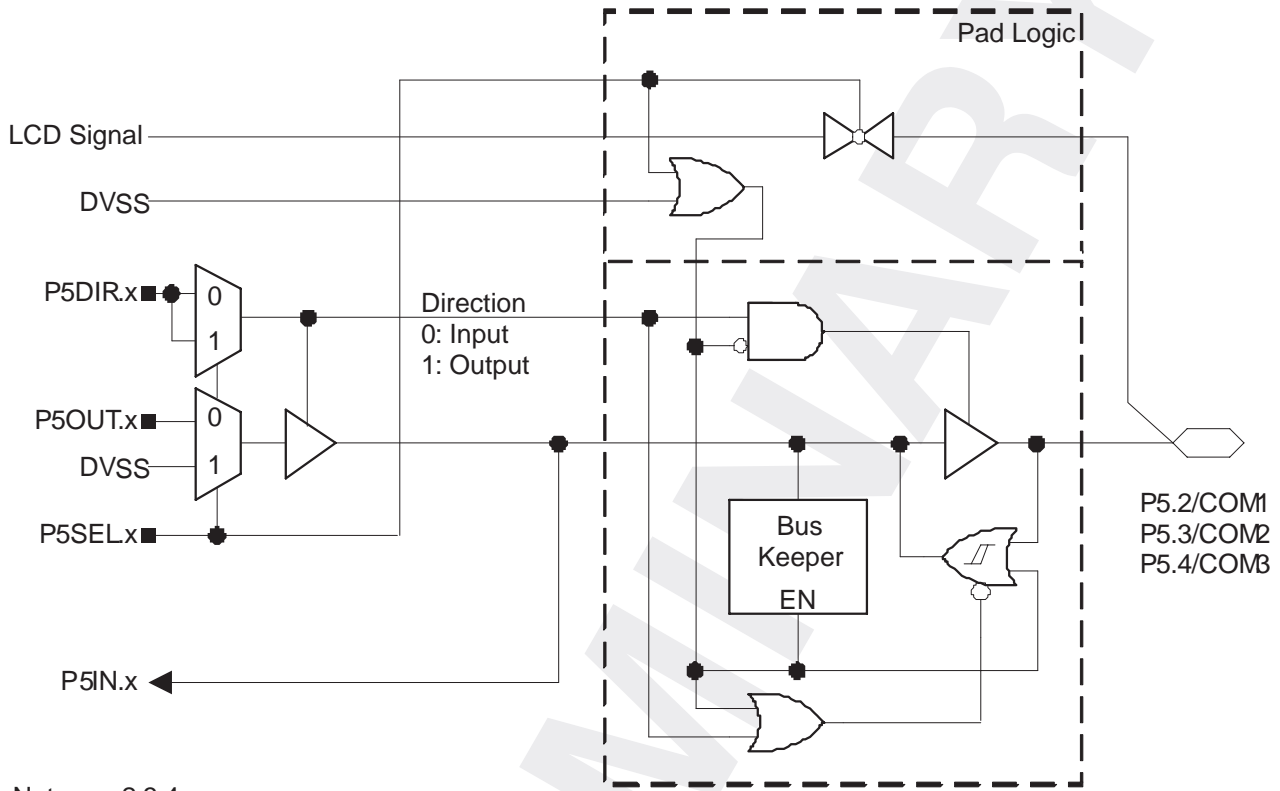 Pad Logic
LCD Signal
DVSS
P5DIR.x
0
1
Direction
0: Input
1: Output
P5OUT.x
0
DVSS
1
P5SEL.x
Bus
Keeper
EN
P5.2/COM1
P5.3/COM2
P5.4/COM3
P5IN.x
MINARY